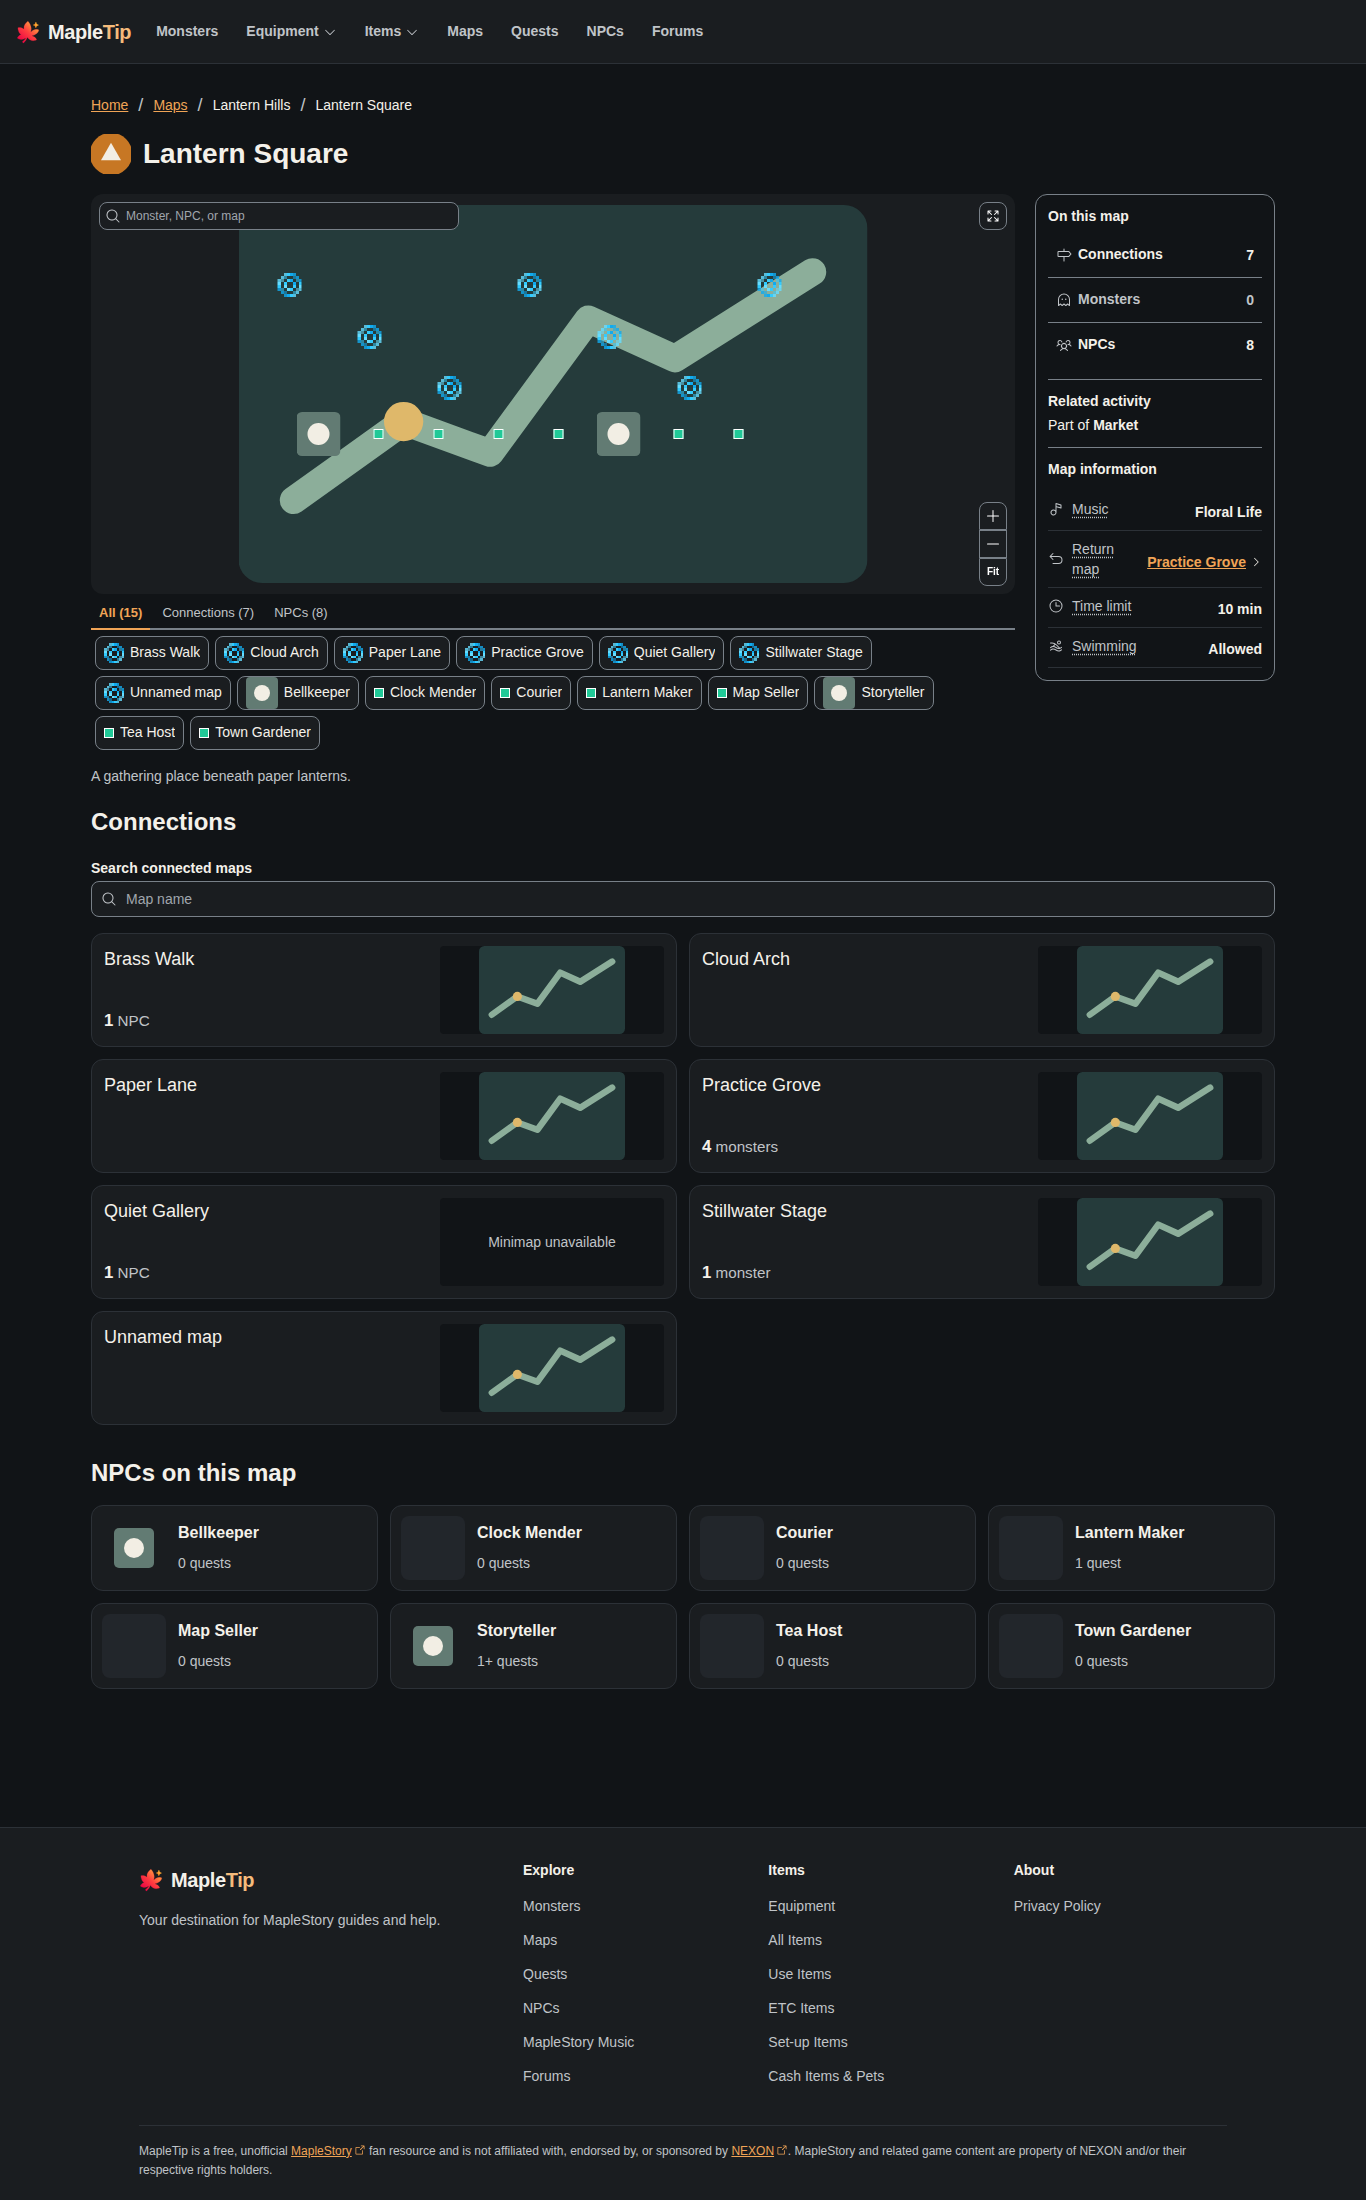 MapleTip Monsters Equipment Items Maps Quests NPCs Forums
Home / Maps / Lantern Hills / Lantern Square
Lantern Square
Monster, NPC, or map
Fit
All (15) Connections (7) NPCs (8)
Brass Walk Cloud Arch Paper Lane Practice Grove Quiet Gallery Stillwater Stage
Unnamed map Bellkeeper Clock Mender Courier Lantern Maker Map Seller Storyteller
Tea Host Town Gardener
A gathering place beneath paper lanterns.
On this map
Connections 7
Monsters 0
NPCs 8
Related activity
Part of Market
Map information
Music Floral Life
Return
map Practice Grove
Time limit 10 min
Swimming Allowed
Connections
Search connected maps
Map name
Brass Walk
1 NPC
Cloud Arch
Paper Lane
Practice Grove
4 monsters
Quiet Gallery
1 NPC
Minimap unavailable
Stillwater Stage
1 monster
Unnamed map
NPCs on this map
Bellkeeper
0 quests
Clock Mender
0 quests
Courier
0 quests
Lantern Maker
1 quest
Map Seller
0 quests
Storyteller
1+ quests
Tea Host
0 quests
Town Gardener
0 quests
MapleTip
Your destination for MapleStory guides and help.
Explore
Monsters
Maps
Quests
NPCs
MapleStory Music
Forums
Items
Equipment
All Items
Use Items
ETC Items
Set-up Items
Cash Items & Pets
About
Privacy Policy
MapleTip is a free, unofficial MapleStory fan resource and is not affiliated with, endorsed by, or sponsored by NEXON. MapleStory and related game content are property of NEXON and/or their
respective rights holders.